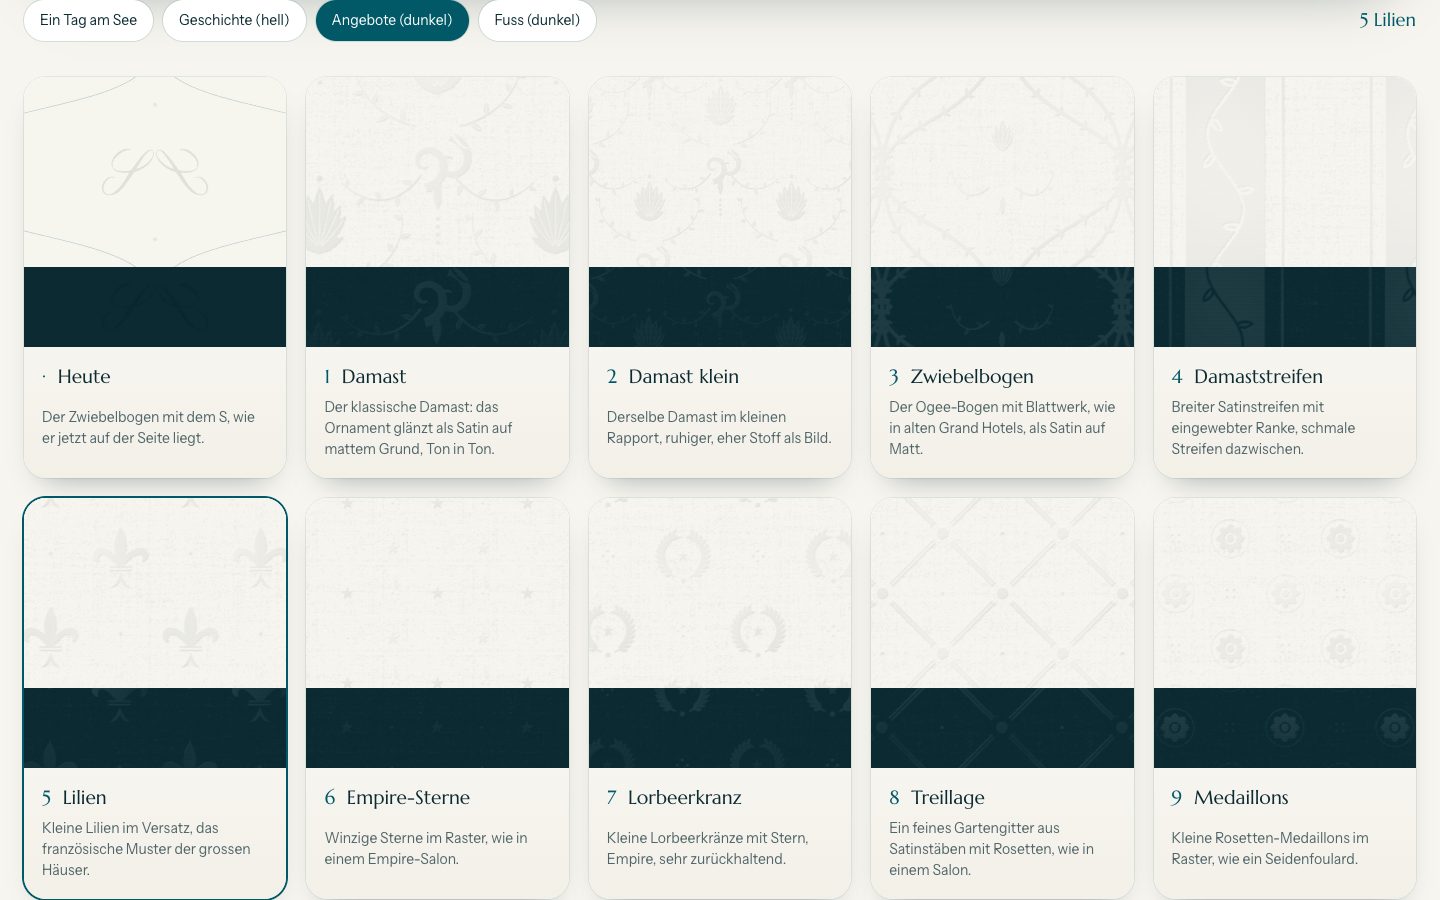 Ein Tag am See
Geschichte (hell)
Angebote (dunkel)
Fuss (dunkel)
5 Lilien
· Heute
Der Zwiebelbogen mit dem S, wie
er jetzt auf der Seite liegt.
1 Damast
Der klassische Damast: das
Ornament glänzt als Satin auf
mattem Grund, Ton in Ton.
2 Damast klein
Derselbe Damast im kleinen
Rapport, ruhiger, eher Stoff als Bild.
3 Zwiebelbogen
Der Ogee-Bogen mit Blattwerk, wie
in alten Grand Hotels, als Satin auf
Matt.
4 Damaststreifen
Breiter Satinstreifen mit
eingewebter Ranke, schmale
Streifen dazwischen.
5 Lilien
Kleine Lilien im Versatz, das
französische Muster der grossen
Häuser.
6 Empire-Sterne
Winzige Sterne im Raster, wie in
einem Empire-Salon.
7 Lorbeerkranz
Kleine Lorbeerkränze mit Stern,
Empire, sehr zurückhaltend.
8 Treillage
Ein feines Gartengitter aus
Satinstäben mit Rosetten, wie in
einem Salon.
9 Medaillons
Kleine Rosetten-Medaillons im
Raster, wie ein Seidenfoulard.